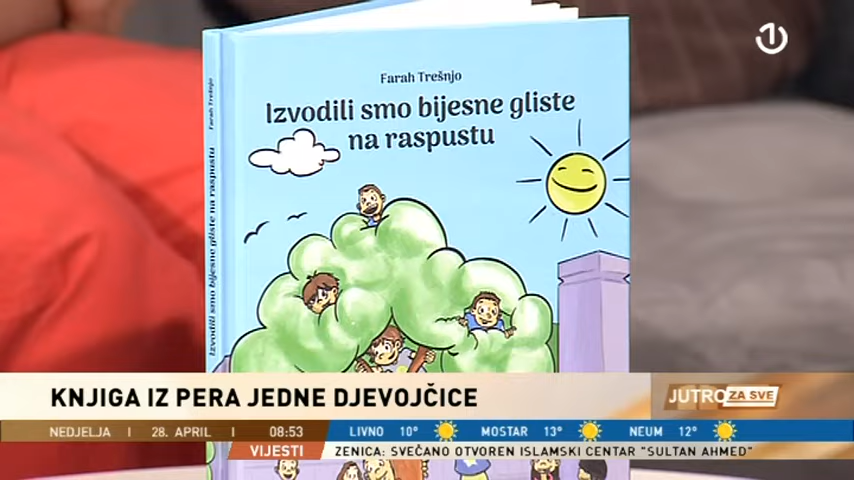 Farah Trešnjo
Izvodili smo bijesne gliste
na raspustu
Farah Trešnjo
Izvodili smo bijesne gliste na raspustu
KNJIGA IZ PERA JEDNE DJEVOJČICE
JUTRO ZA SVE
NEDJELJA | 28. APRIL | 08:53
LIVNO 10° MOSTAR 13° NEUM 12°
VIJESTI ZENICA: SVEČANO OTVOREN ISLAMSKI CENTAR "SULTAN AHMED"